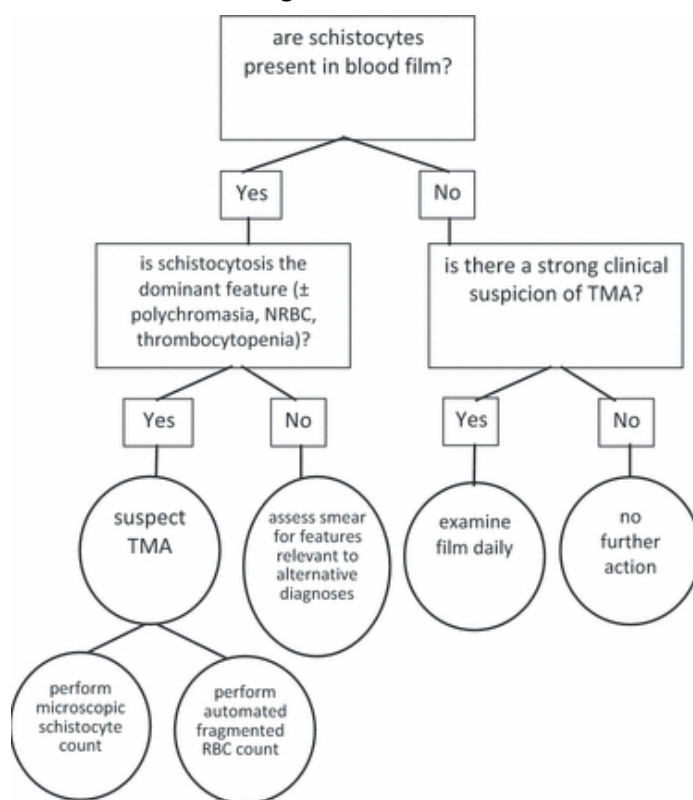 are schistocytes
present in blood film?
Yes
No
is schistocytosis the
dominant feature (±
polychromasia, NRBC,
thrombocytopenia)?
is there a strong clinical
suspicion of TMA?
Yes
No
Yes
No
suspect
TMA
assess smear
for features
relevant to
alternative
diagnoses
examine
film daily
no
further
action
perform
microscopic
schistocyte
count
perform
automated
fragmented
RBC count